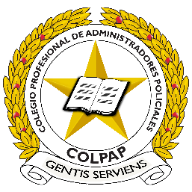 COLEGIO PROFESIONAL DE ADMINISTRADORES POLICIALES
COLPAP
GENTIS SERVIENS